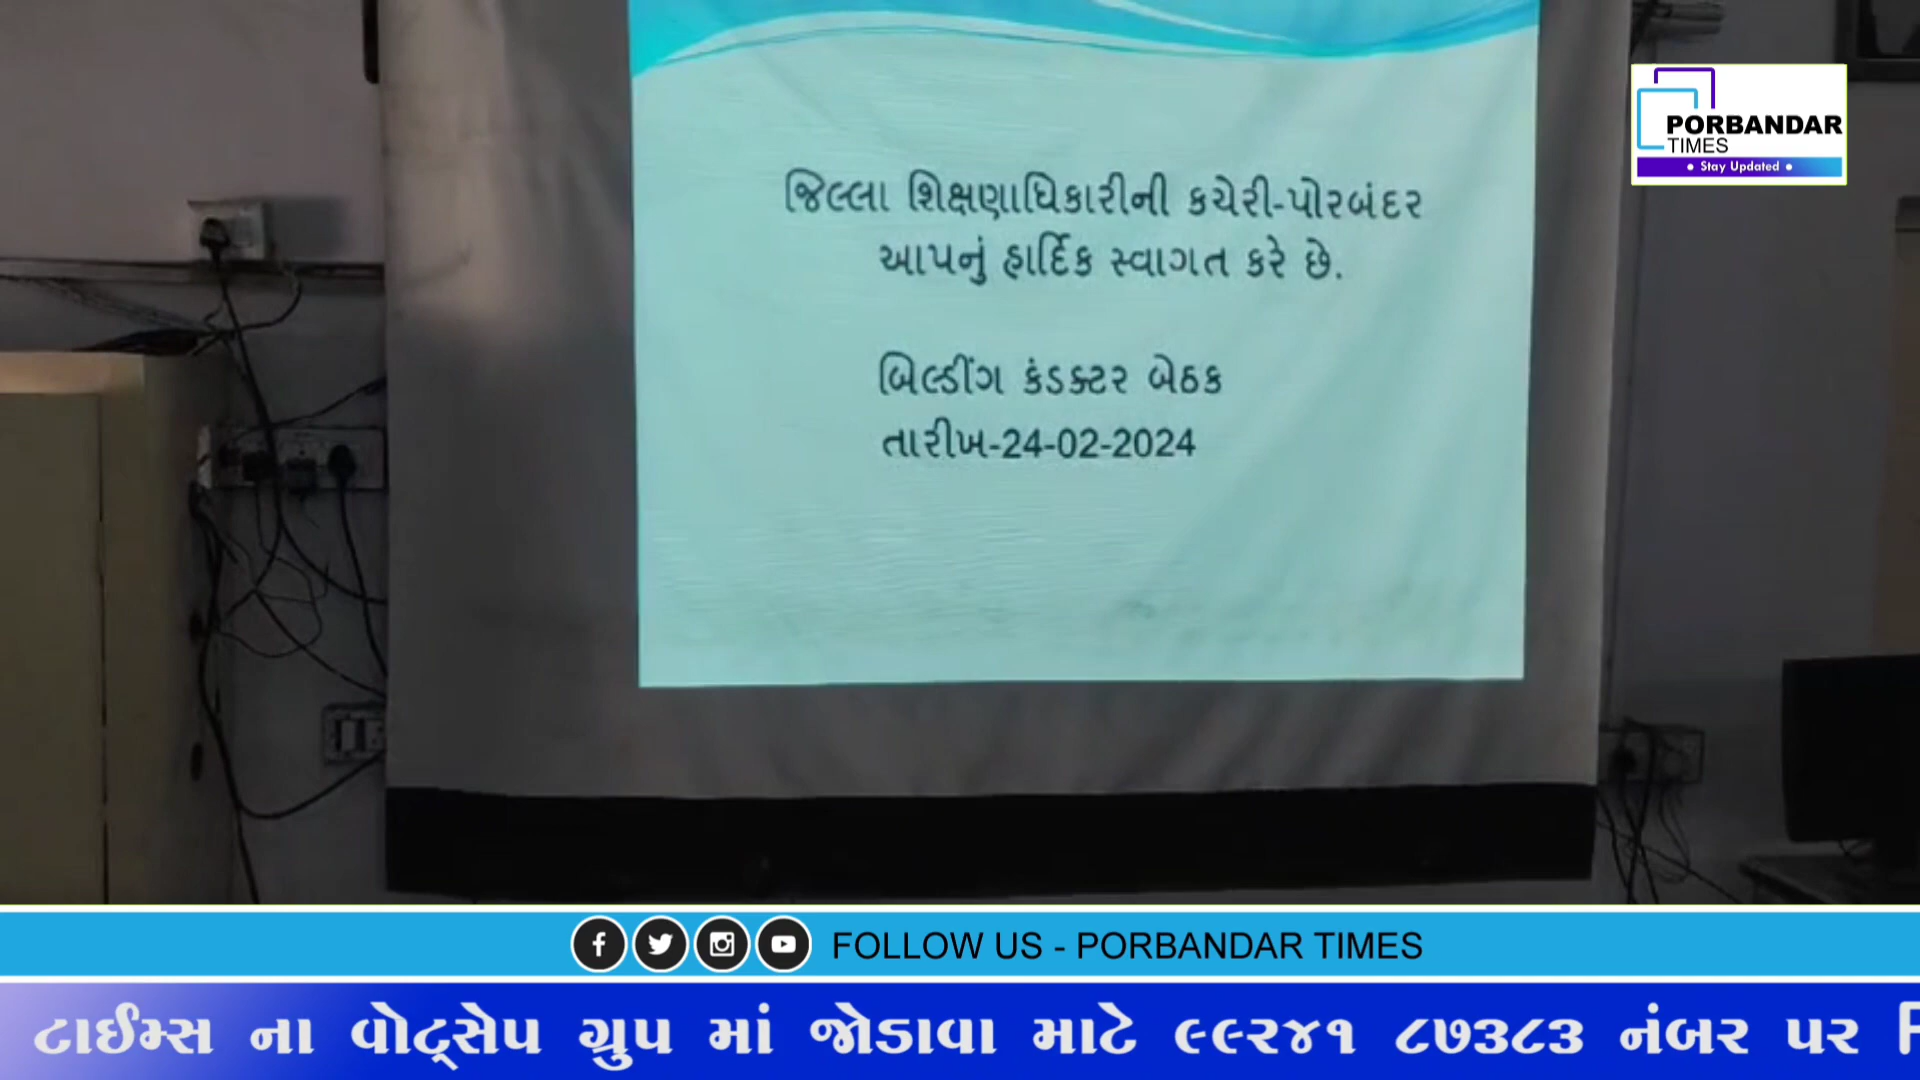 PORBANDAR
TIMES
• Stay Updated •
જિલ્લા શિક્ષણાધિકારીની કચેરી-પોરબંદર
આપનું હાર્દિક સ્વાગત કરે છે.
બિલ્ડીંગ કંડક્ટર બેઠક
તારીખ-24-02-2024
FOLLOW US - PORBANDAR TIMES
ટાઈમ્સ ના વોટ્સેપ ગ્રુપ માં જોડાવા માટે ૯૯૨૪૧ ૮૭૩૮૩ નંબર પર